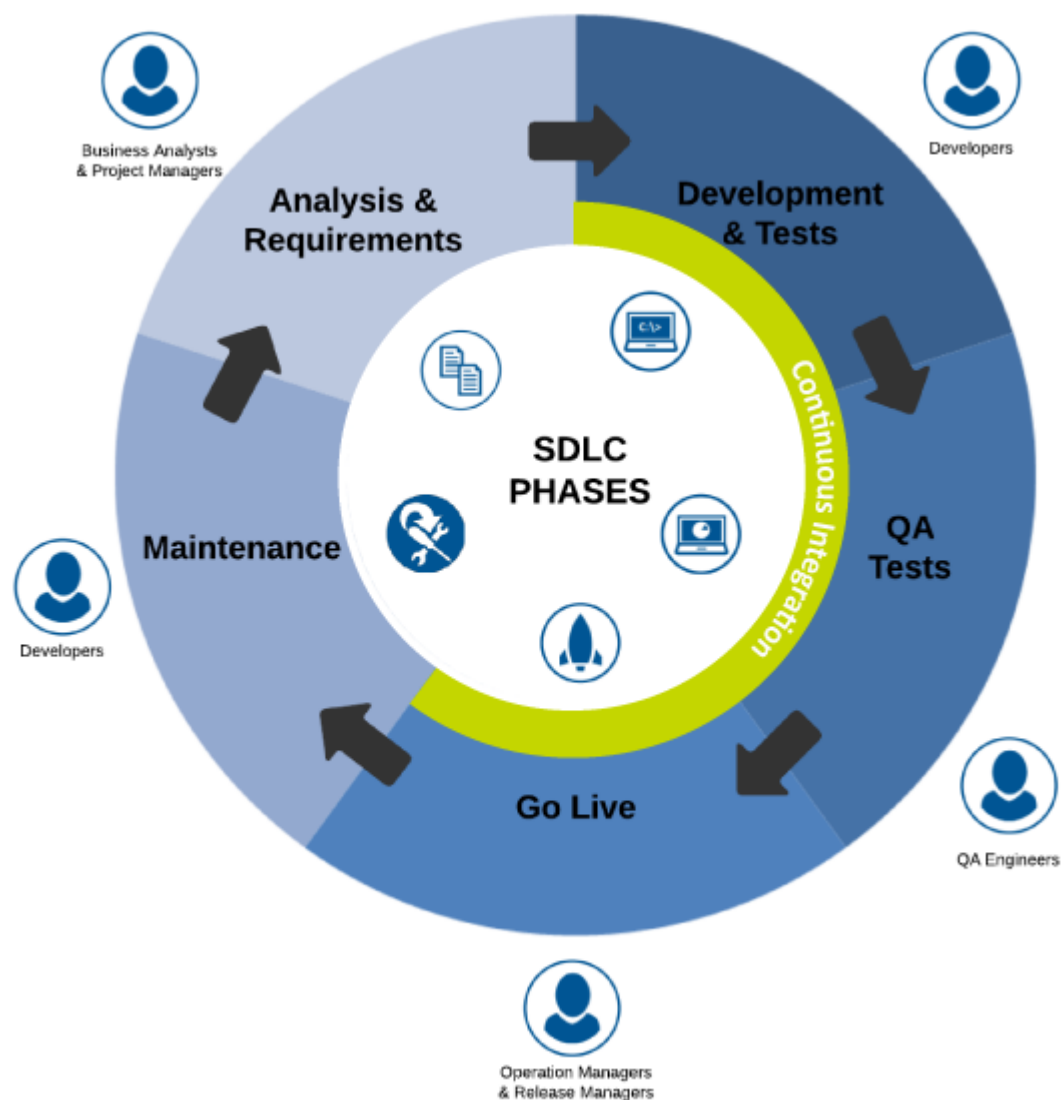 Business Analysts
& Project Managers
Developers
Analysis &
Requirements
Development
& Tests
C:\>
Continuous Integration
SDLC
PHASES
Maintenance
QA
Tests
Developers
Go Live
QA Engineers
Operation Managers
& Release Managers